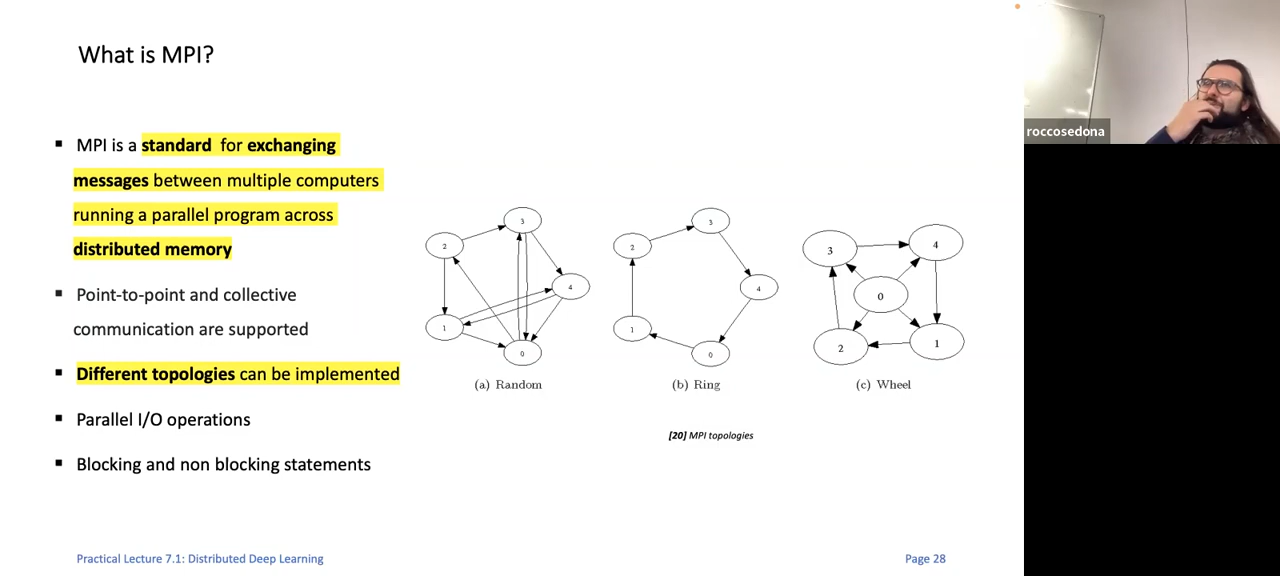 What is MPI?
roccosedona
▪ MPI is a standard for exchanging
messages between multiple computers
running a parallel program across
distributed memory
▪ Point-to-point and collective
communication are supported
▪ Different topologies can be implemented
▪ Parallel I/O operations
▪ Blocking and non blocking statements
3
2
4
1
0
(a) Random
3
2
4
1
0
(b) Ring
3
4
0
2
1
(c) Wheel
[20] MPI topologies
Practical Lecture 7.1: Distributed Deep Learning
Page 28